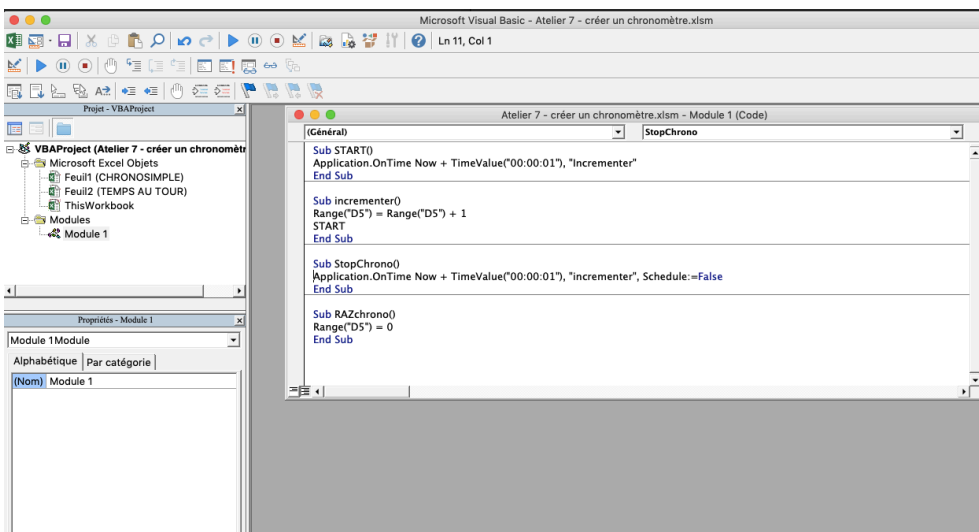 Microsoft Visual Basic - Atelier 7 - créer un chronomètre.xlsm
Ln 11, Col 1
Projet - VBAProject
VBAProject (Atelier 7 - créer un chronomètr
Microsoft Excel Objets
Feuil1 (CHRONOSIMPLE)
Feuil2 (TEMPS AU TOUR)
ThisWorkbook
Modules
Module 1
Propriétés - Module 1
Module 1 Module
Alphabétique
Par catégorie
(Nom) Module 1
Atelier 7 - créer un chronomètre.xlsm - Module 1 (Code)
(Général)
StopChrono
Sub START()
Application.OnTime Now + TimeValue("00:00:01"), "Incrementer"
End Sub
Sub incrementer()
Range("D5") = Range("D5") + 1
START
End Sub
Sub StopChrono()
Application.OnTime Now + TimeValue("00:00:01"), "incrementer", Schedule:=False
End Sub
Sub RAZchrono()
Range("D5") = 0
End Sub